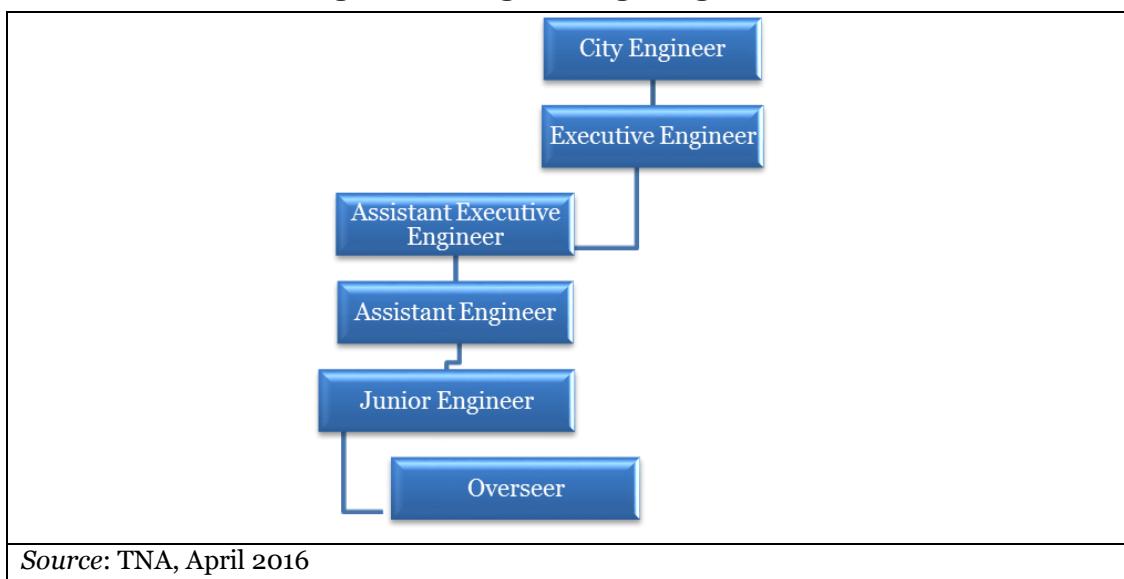 City Engineer
Executive Engineer
Assistant Executive
Engineer
Assistant Engineer
Junior Engineer
Overseer
Source: TNA, April 2016